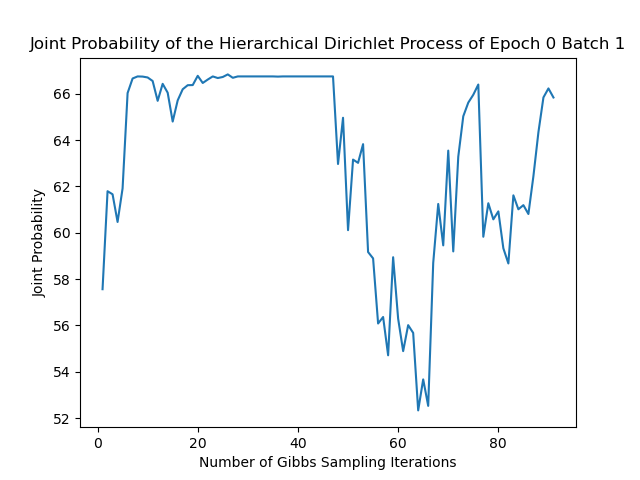 Joint Probability of the Hierarchical Dirichlet Process of Epoch 0 Batch 1
66
64
62
60
58
56
54
52
Joint Probability
0 20 40 60 80
Number of Gibbs Sampling Iterations